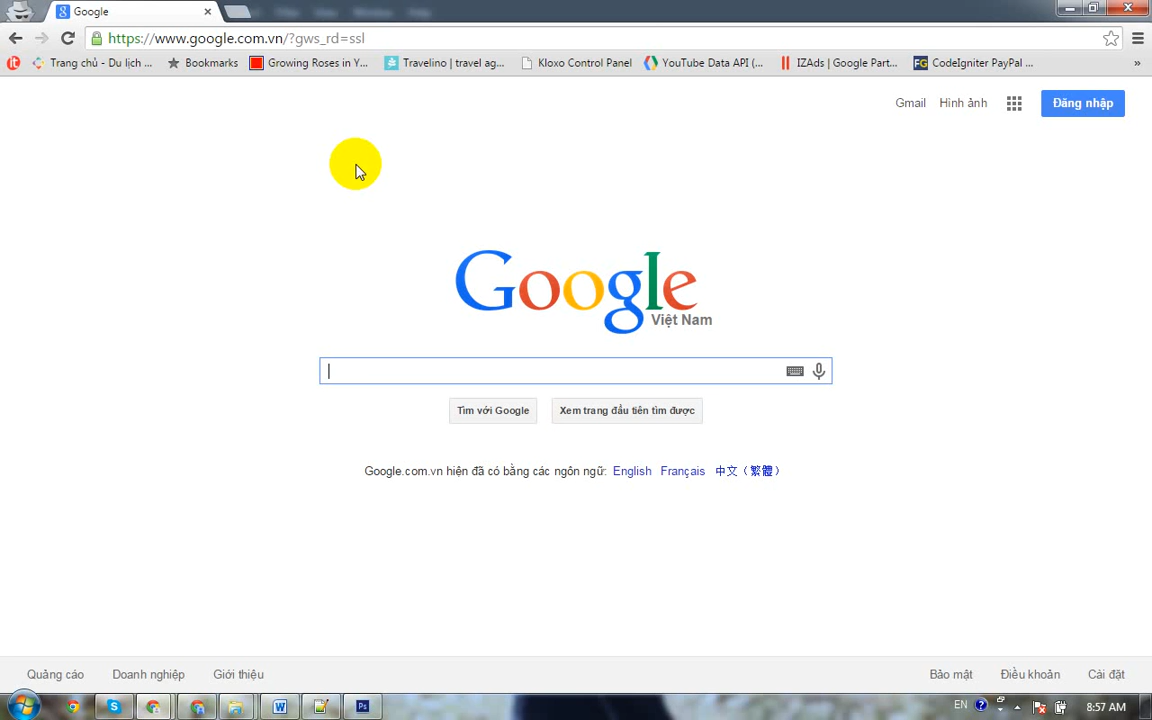 Google
https://www.google.com.vn/?gws_rd=ssl
Trang chủ - Du lịch ... Bookmarks Growing Roses in Y... Travelino | travel ag... Kloxo Control Panel YouTube Data API (... IZAds | Google Part... CodeIgniter PayPal ... »
Gmail Hình ảnh Đăng nhập
Google
Việt Nam
Tìm với Google Xem trang đầu tiên tìm được
Google.com.vn hiện đã có bằng các ngôn ngữ: English Français 中文（繁體）
Quảng cáo Doanh nghiệp Giới thiệu Bảo mật Điều khoản Cài đặt
EN 8:57 AM